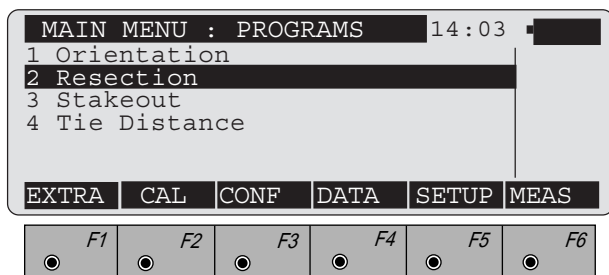 MAIN MENU : PROGRAMS 14:03
1 Orientation
2 Resection
3 Stakeout
4 Tie Distance
EXTRA CAL CONF DATA SETUP MEAS
F1 F2 F3 F4 F5 F6